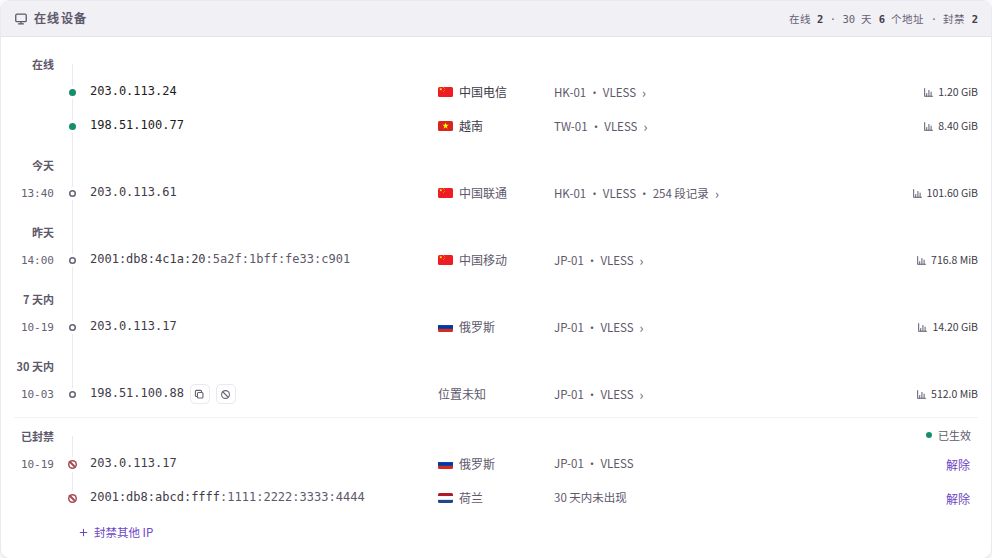 在线设备 在线 2 · 30 天 6 个地址 · 封禁 2
在线
203.0.113.24 中国电信 HK-01 • VLESS › 1.20 GiB
198.51.100.77 越南 TW-01 • VLESS › 8.40 GiB
今天
13:40 203.0.113.61 中国联通 HK-01 • VLESS • 254 段记录 › 101.60 GiB
昨天
14:00 2001:db8:4c1a:20:5a2f:1bff:fe33:c901 中国移动 JP-01 • VLESS › 716.8 MiB
7 天内
10-19 203.0.113.17 俄罗斯 JP-01 • VLESS › 14.20 GiB
30 天内
10-03 198.51.100.88 位置未知 JP-01 • VLESS › 512.0 MiB
已封禁 已生效
10-19 203.0.113.17 俄罗斯 JP-01 • VLESS 解除
2001:db8:abcd:ffff:1111:2222:3333:4444 荷兰 30 天内未出现 解除
+ 封禁其他 IP